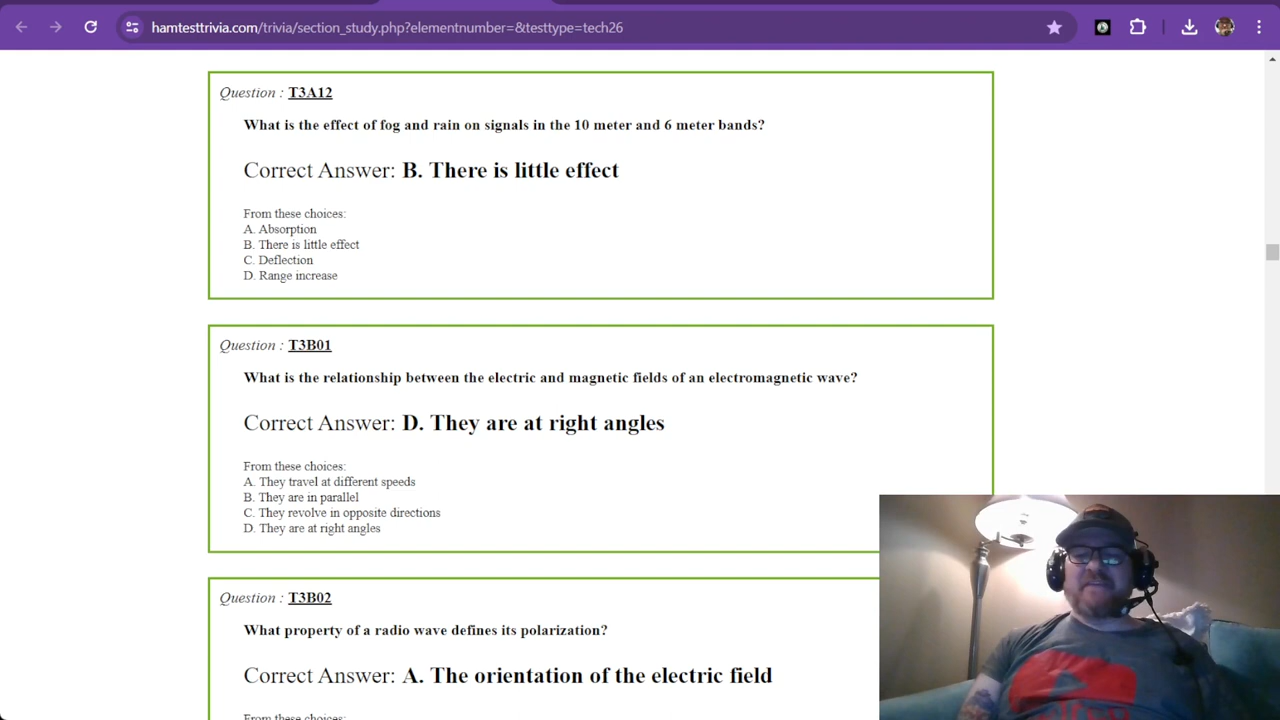 hamtesttrivia.com/trivia/section_study.php?elementnumber=&testtype=tech26
Question : T3A12
What is the effect of fog and rain on signals in the 10 meter and 6 meter bands?
Correct Answer: B. There is little effect
From these choices:
A. Absorption
B. There is little effect
C. Deflection
D. Range increase
Question : T3B01
What is the relationship between the electric and magnetic fields of an electromagnetic wave?
Correct Answer: D. They are at right angles
From these choices:
A. They travel at different speeds
B. They are in parallel
C. They revolve in opposite directions
D. They are at right angles
Question : T3B02
What property of a radio wave defines its polarization?
Correct Answer: A. The orientation of the electric field
From these choices: